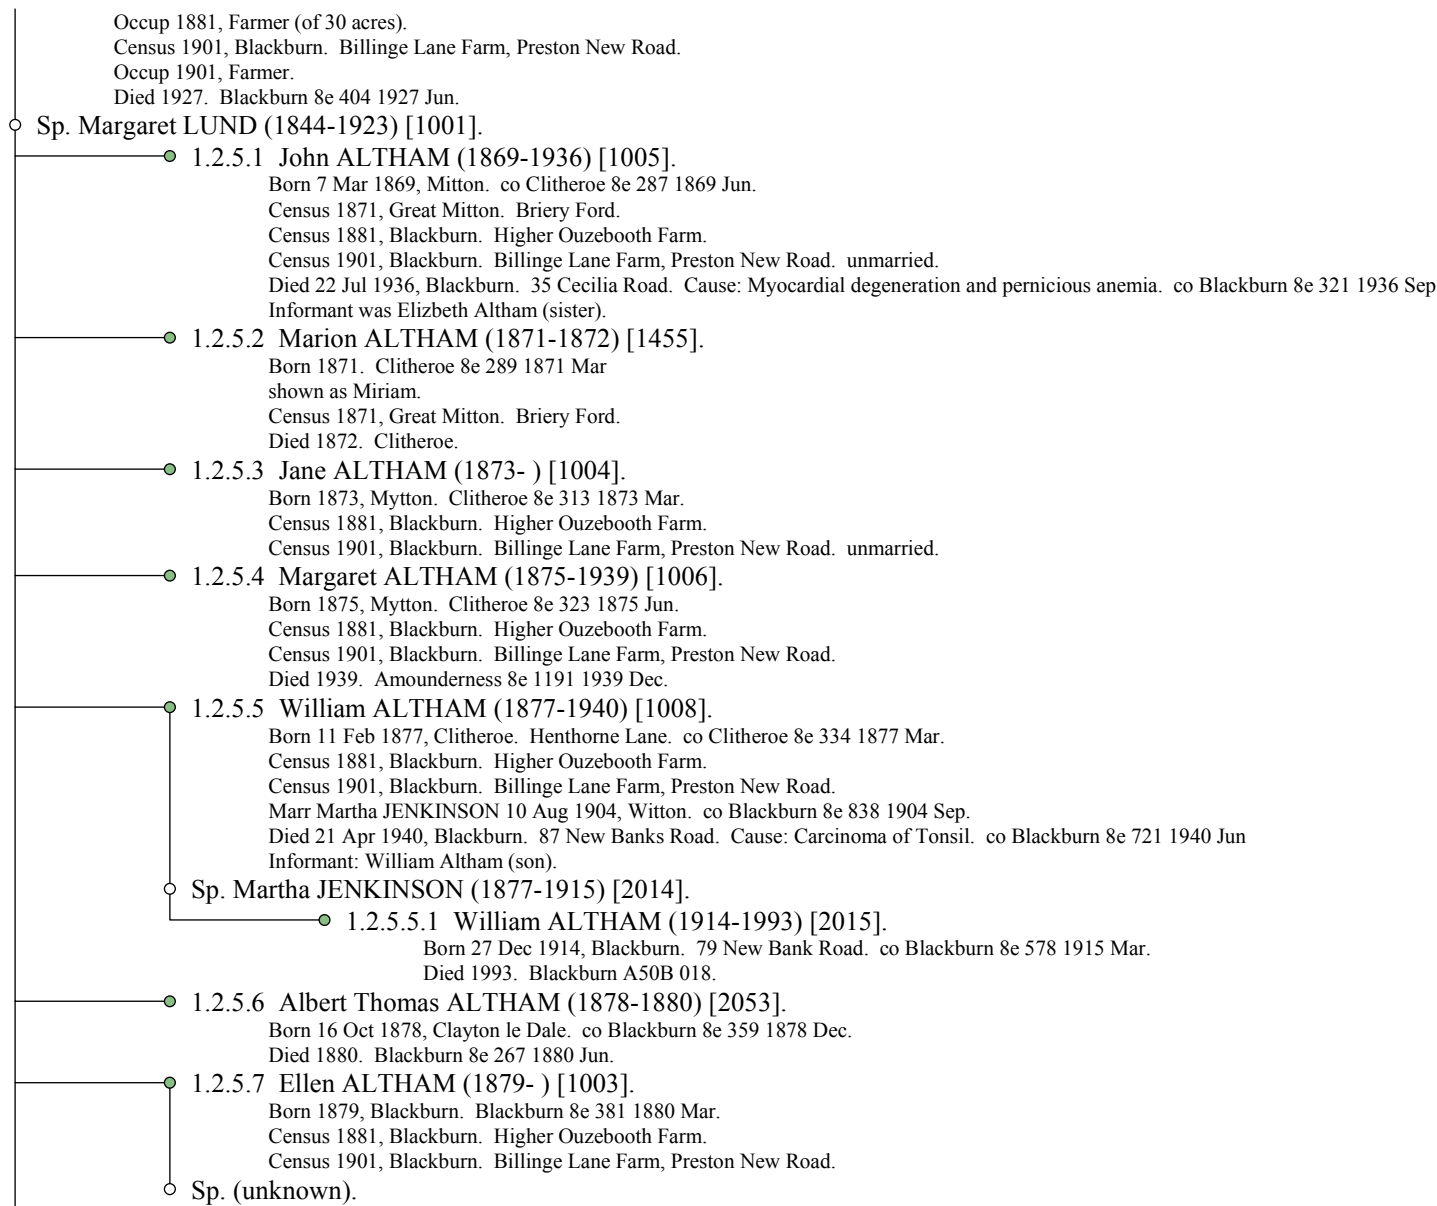 Occup 1881, Farmer (of 30 acres).
Census 1901, Blackburn. Billinge Lane Farm, Preston New Road.
Occup 1901, Farmer.
Died 1927. Blackburn 8e 404 1927 Jun.
Sp. Margaret LUND (1844-1923) [1001].
1.2.5.1 John ALTHAM (1869-1936) [1005].
Born 7 Mar 1869, Mitton. co Clitheroe 8e 287 1869 Jun.
Census 1871, Great Mitton. Briery Ford.
Census 1881, Blackburn. Higher Ouzebooth Farm.
Census 1901, Blackburn. Billinge Lane Farm, Preston New Road. unmarried.
Died 22 Jul 1936, Blackburn. 35 Cecilia Road. Cause: Myocardial degeneration and pernicious anemia. co Blackburn 8e 321 1936 Sep
Informant was Elizbeth Altham (sister).
1.2.5.2 Marion ALTHAM (1871-1872) [1455].
Born 1871. Clitheroe 8e 289 1871 Mar
shown as Miriam.
Census 1871, Great Mitton. Briery Ford.
Died 1872. Clitheroe.
1.2.5.3 Jane ALTHAM (1873- ) [1004].
Born 1873, Mytton. Clitheroe 8e 313 1873 Mar.
Census 1881, Blackburn. Higher Ouzebooth Farm.
Census 1901, Blackburn. Billinge Lane Farm, Preston New Road. unmarried.
1.2.5.4 Margaret ALTHAM (1875-1939) [1006].
Born 1875, Mytton. Clitheroe 8e 323 1875 Jun.
Census 1881, Blackburn. Higher Ouzebooth Farm.
Census 1901, Blackburn. Billinge Lane Farm, Preston New Road.
Died 1939. Amounderness 8e 1191 1939 Dec.
1.2.5.5 William ALTHAM (1877-1940) [1008].
Born 11 Feb 1877, Clitheroe. Henthorne Lane. co Clitheroe 8e 334 1877 Mar.
Census 1881, Blackburn. Higher Ouzebooth Farm.
Census 1901, Blackburn. Billinge Lane Farm, Preston New Road.
Marr Martha JENKINSON 10 Aug 1904, Witton. co Blackburn 8e 838 1904 Sep.
Died 21 Apr 1940, Blackburn. 87 New Banks Road. Cause: Carcinoma of Tonsil. co Blackburn 8e 721 1940 Jun
Informant: William Altham (son).
Sp. Martha JENKINSON (1877-1915) [2014].
1.2.5.5.1 William ALTHAM (1914-1993) [2015].
Born 27 Dec 1914, Blackburn. 79 New Bank Road. co Blackburn 8e 578 1915 Mar.
Died 1993. Blackburn A50B 018.
1.2.5.6 Albert Thomas ALTHAM (1878-1880) [2053].
Born 16 Oct 1878, Clayton le Dale. co Blackburn 8e 359 1878 Dec.
Died 1880. Blackburn 8e 267 1880 Jun.
1.2.5.7 Ellen ALTHAM (1879- ) [1003].
Born 1879, Blackburn. Blackburn 8e 381 1880 Mar.
Census 1881, Blackburn. Higher Ouzebooth Farm.
Census 1901, Blackburn. Billinge Lane Farm, Preston New Road.
Sp. (unknown).